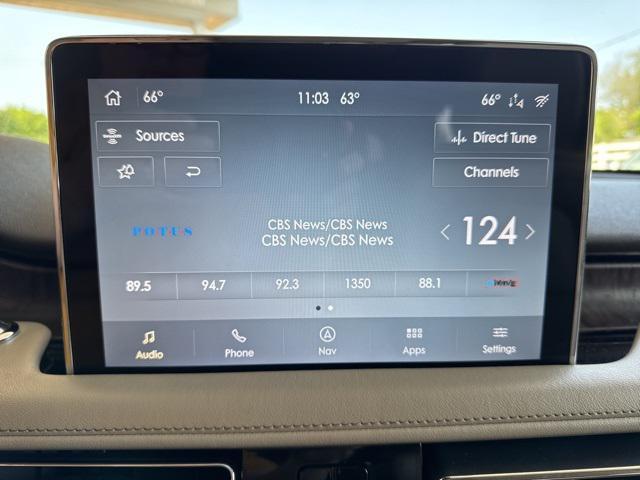 66° 11:03 63° 66°
Sources
Direct Tune
Channels
POTUS
CBS News/CBS News
CBS News/CBS News
124
89.5 94.7 92.3 1350 88.1
Audio Phone Nav Apps Settings